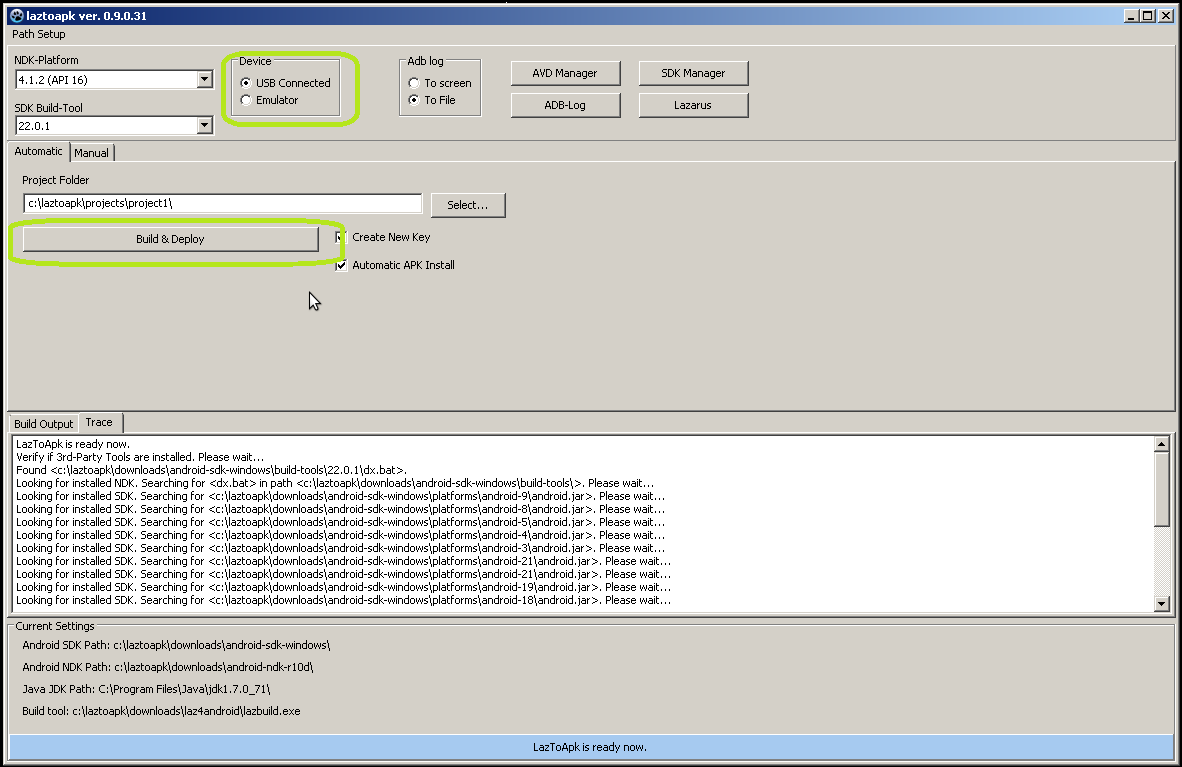 laztoapk ver. 0.9.0.31
Path Setup
NDK-Platform
4.1.2 (API 16)
SDK Build-Tool
22.0.1
Device
USB Connected
Emulator
Adb log
To screen
To File
AVD Manager
SDK Manager
ADB-Log
Lazarus
Automatic
Manual
Project Folder
c:\laztoapk\projects\project1\
Select...
Build & Deploy
Create New Key
Automatic APK Install
Build Output
Trace
LazToApk is ready now.
Verify if 3rd-Party Tools are installed. Please wait...
Found <c:\laztoapk\downloads\android-sdk-windows\build-tools\22.0.1\dx.bat>.
Looking for installed NDK. Searching for <dx.bat> in path <c:\laztoapk\downloads\android-sdk-windows\build-tools\>. Please wait...
Looking for installed SDK. Searching for <c:\laztoapk\downloads\android-sdk-windows\platforms\android-9\android.jar>. Please wait...
Looking for installed SDK. Searching for <c:\laztoapk\downloads\android-sdk-windows\platforms\android-8\android.jar>. Please wait...
Looking for installed SDK. Searching for <c:\laztoapk\downloads\android-sdk-windows\platforms\android-5\android.jar>. Please wait...
Looking for installed SDK. Searching for <c:\laztoapk\downloads\android-sdk-windows\platforms\android-4\android.jar>. Please wait...
Looking for installed SDK. Searching for <c:\laztoapk\downloads\android-sdk-windows\platforms\android-3\android.jar>. Please wait...
Looking for installed SDK. Searching for <c:\laztoapk\downloads\android-sdk-windows\platforms\android-21\android.jar>. Please wait...
Looking for installed SDK. Searching for <c:\laztoapk\downloads\android-sdk-windows\platforms\android-21\android.jar>. Please wait...
Looking for installed SDK. Searching for <c:\laztoapk\downloads\android-sdk-windows\platforms\android-19\android.jar>. Please wait...
Looking for installed SDK. Searching for <c:\laztoapk\downloads\android-sdk-windows\platforms\android-18\android.jar>. Please wait...
Current Settings
Android SDK Path: c:\laztoapk\downloads\android-sdk-windows\
Android NDK Path: c:\laztoapk\downloads\android-ndk-r10d\
Java JDK Path: C:\Program Files\Java\jdk1.7.0_71\
Build tool: c:\laztoapk\downloads\laz4android\lazbuild.exe
LazToApk is ready now.